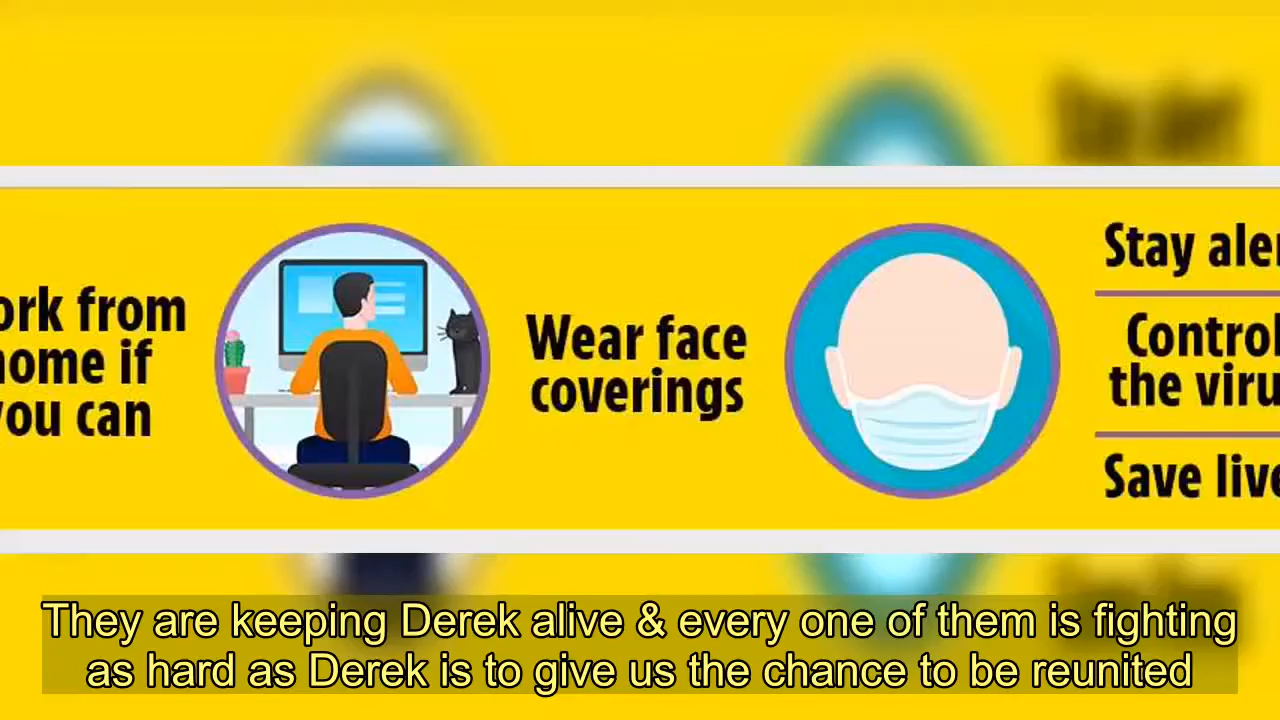 ork from
home if
you can
Wear face
coverings
Stay aler
Control
the viru
Save live
They are keeping Derek alive & every one of them is fighting
as hard as Derek is to give us the chance to be reunited